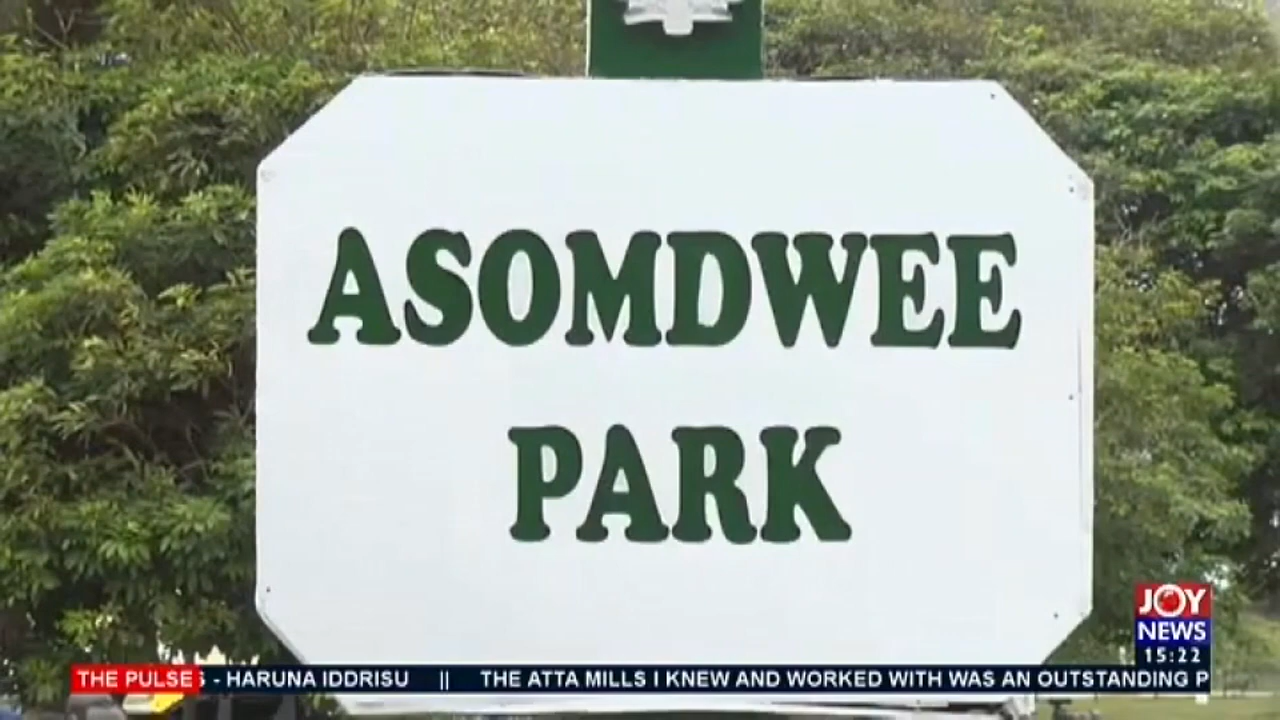 ASOMDWEE
PARK
JOY
NEWS
15:22
THE PULSE - HARUNA IDDRISU || THE ATTA MILLS I KNEW AND WORKED WITH WAS AN OUTSTANDING